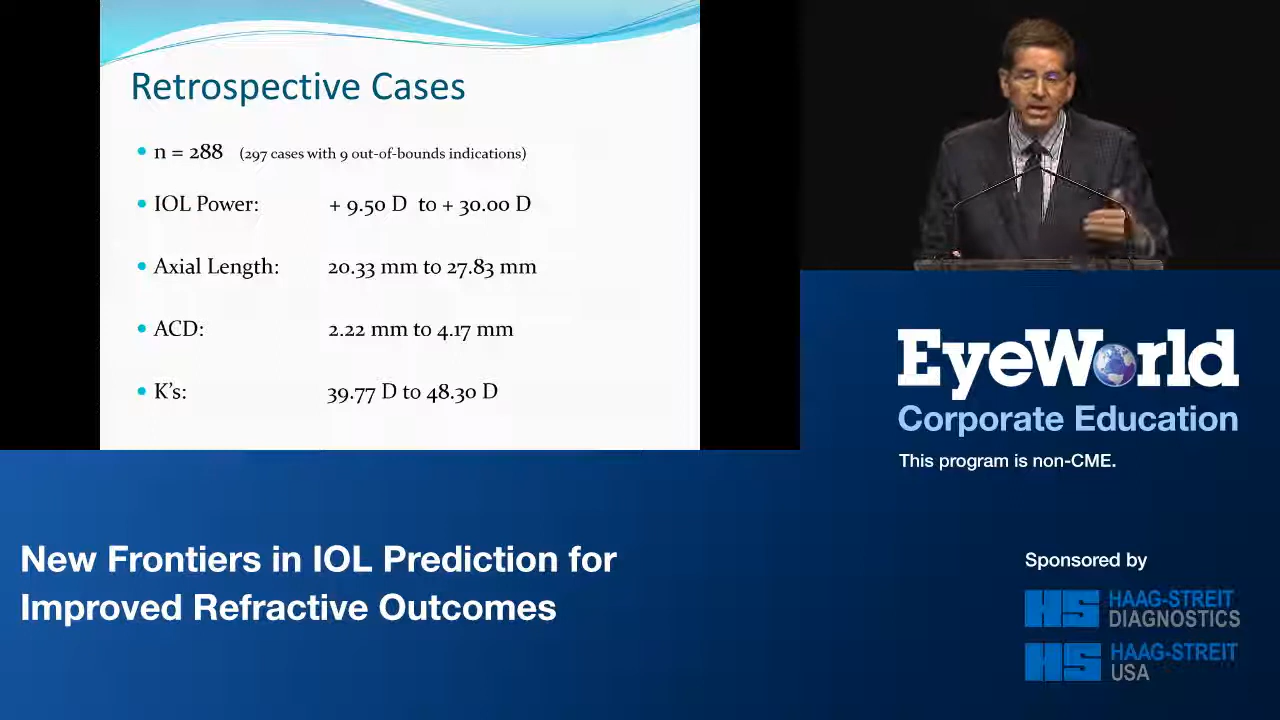 Retrospective Cases
• n = 288 (297 cases with 9 out-of-bounds indications)
• IOL Power: + 9.50 D to + 30.00 D
• Axial Length: 20.33 mm to 27.83 mm
• ACD: 2.22 mm to 4.17 mm
• K's: 39.77 D to 48.30 D
EyeWorld
Corporate Education
This program is non-CME.
New Frontiers in IOL Prediction for
Improved Refractive Outcomes
Sponsored by
HS HAAG-STREIT
DIAGNOSTICS
HS HAAG-STREIT
USA